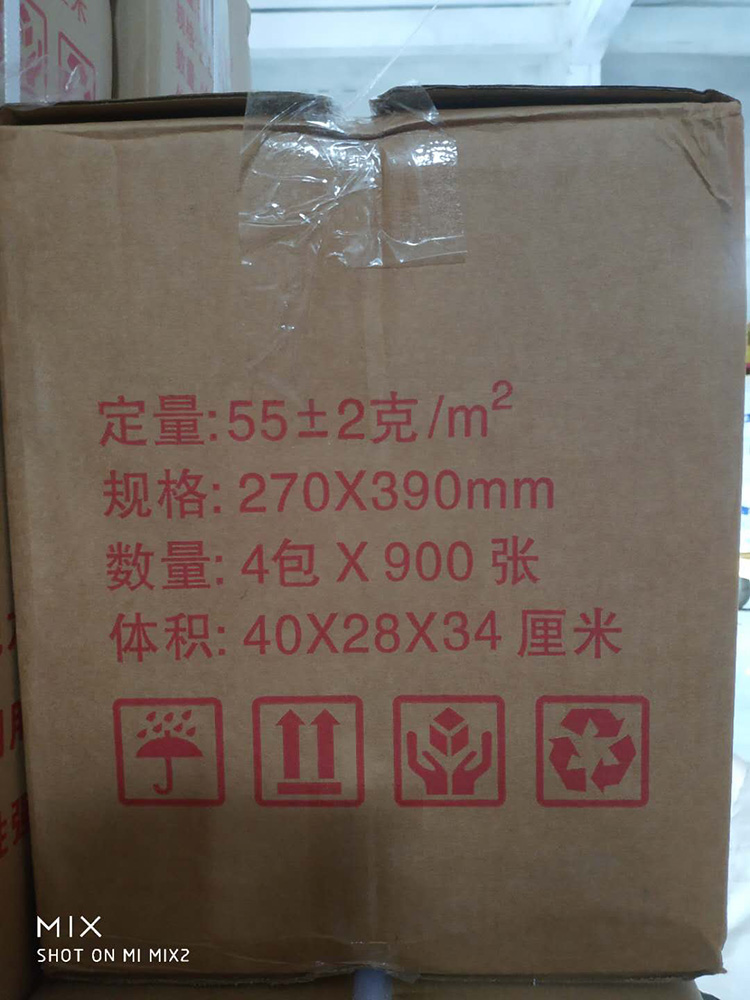 定量:55±2克/m²
规格:270X390mm
数量:4包X900张
体积:40X28X34厘米
MIX
SHOT ON MI MIX2